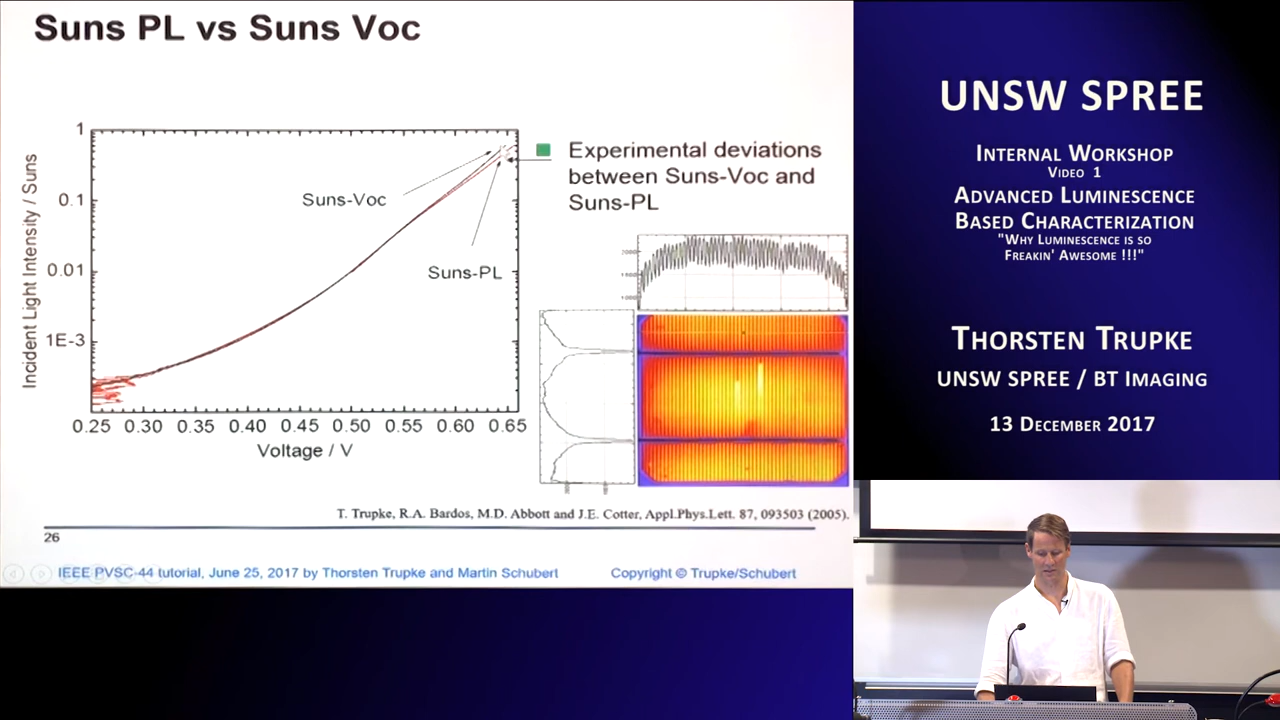 Suns PL vs Suns Voc
1
0.1
0.01
1E-3
Incident Light Intensity / Suns
Suns-Voc
Suns-PL
0.25 0.30 0.35 0.40 0.45 0.50 0.55 0.60 0.65
Voltage / V
Experimental deviations
between Suns-Voc and
Suns-PL
T. Trupke, R.A. Bardos, M.D. Abbott and J.E. Cotter, Appl.Phys.Lett. 87, 093503 (2005).
26
IEEE PVSC-44 tutorial, June 25, 2017 by Thorsten Trupke and Martin Schubert
Copyright © Trupke/Schubert
UNSW SPREE
Internal Workshop
Video 1
Advanced Luminescence
Based Characterization
"Why Luminescence is so
Freakin' Awesome !!!"
Thorsten Trupke
UNSW SPREE / BT Imaging
13 December 2017